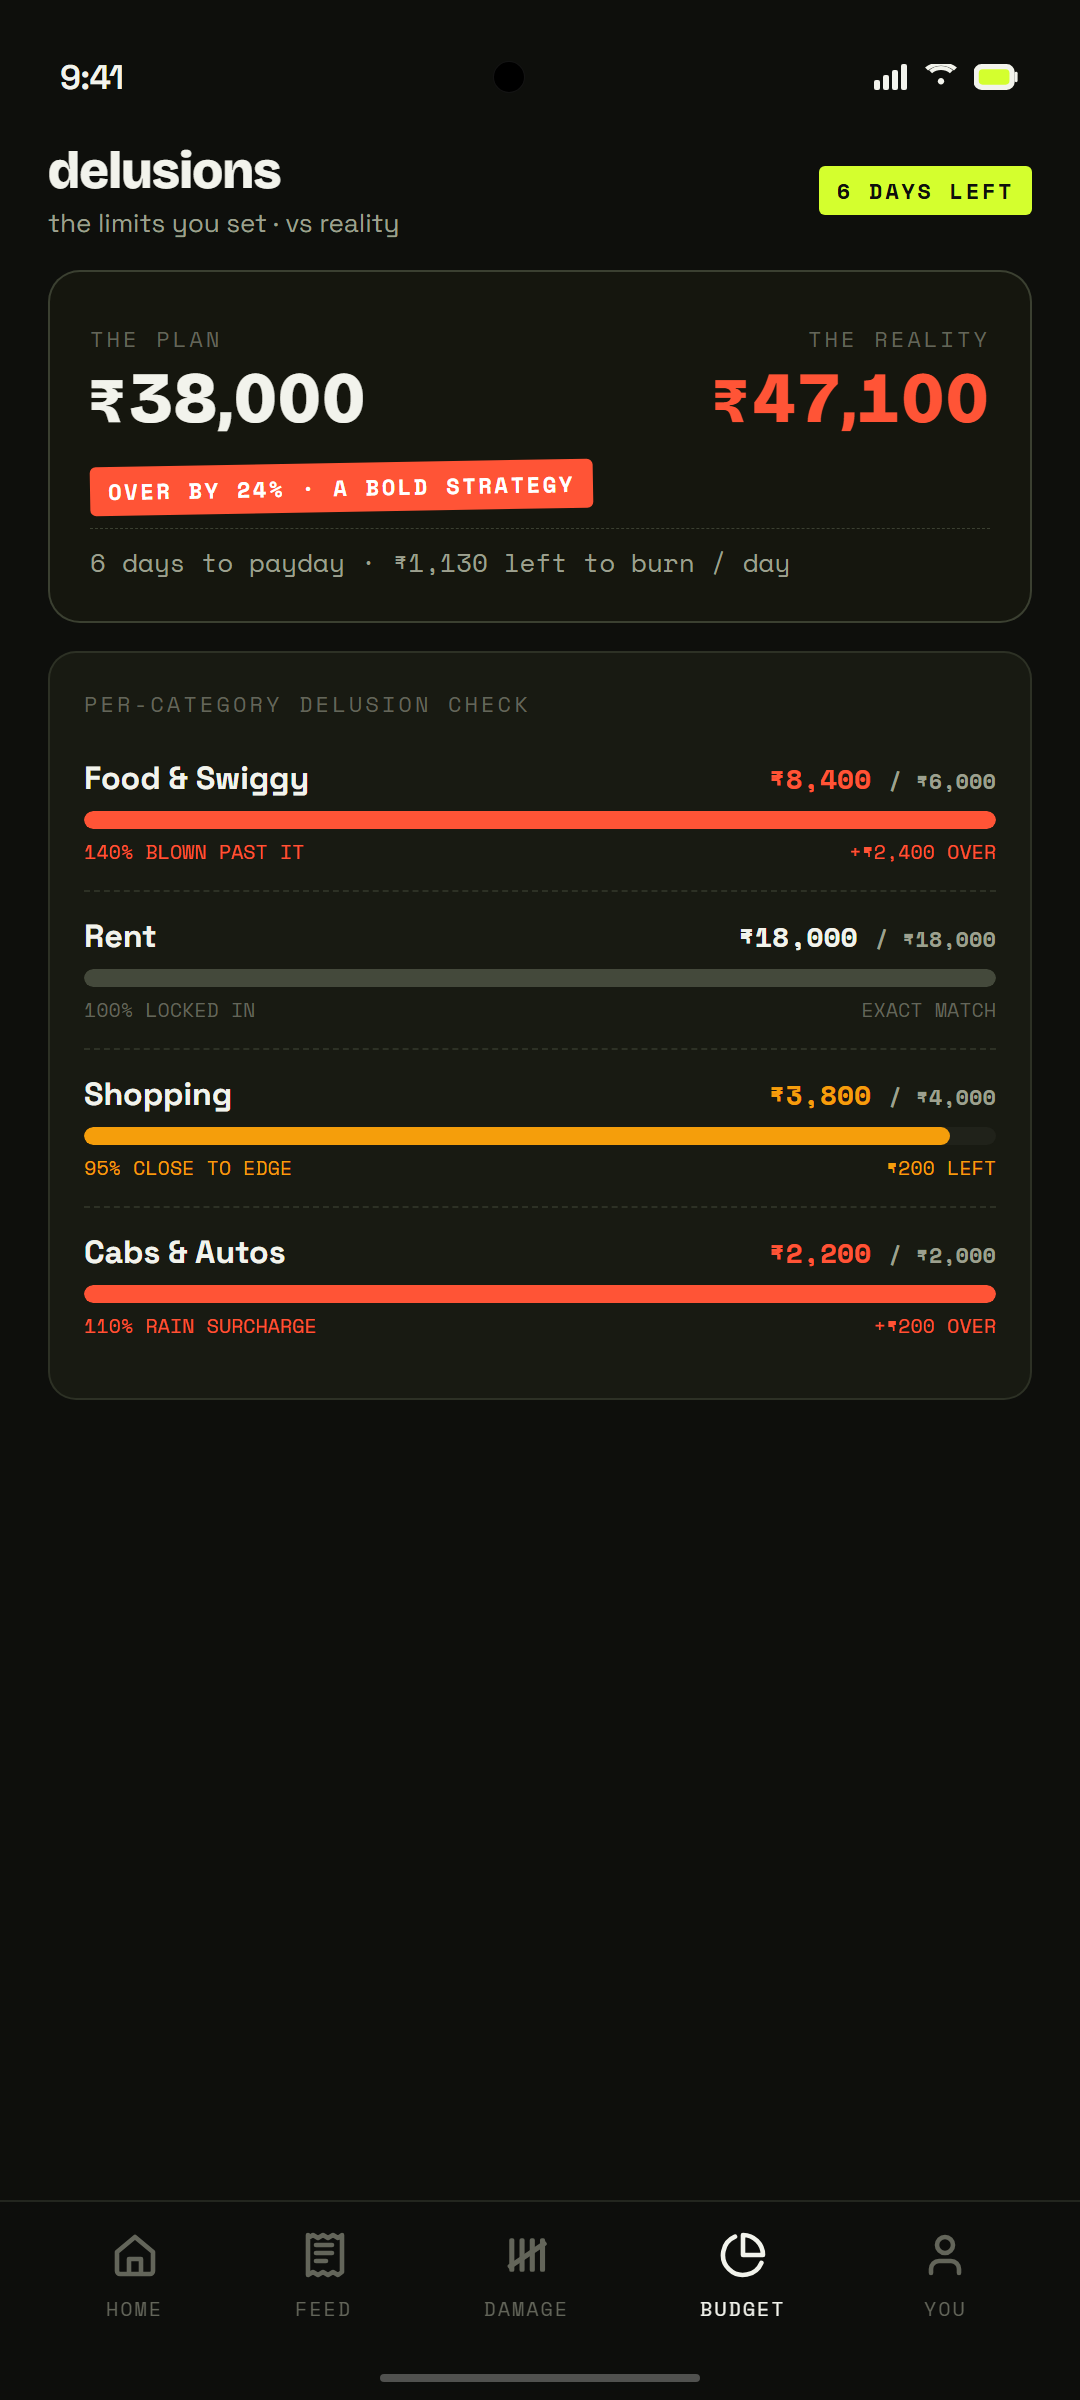 9:41
delusions
the limits you set · vs reality
6 DAYS LEFT
THE PLAN
THE REALITY
₹38,000
₹47,100
OVER BY 24% · A BOLD STRATEGY
6 days to payday · ₹1,130 left to burn / day
PER-CATEGORY DELUSION CHECK
Food & Swiggy
₹8,400 / ₹6,000
140% BLOWN PAST IT
+₹2,400 OVER
Rent
₹18,000 / ₹18,000
100% LOCKED IN
EXACT MATCH
Shopping
₹3,800 / ₹4,000
95% CLOSE TO EDGE
₹200 LEFT
Cabs & Autos
₹2,200 / ₹2,000
110% RAIN SURCHARGE
+₹200 OVER
HOME
FEED
DAMAGE
BUDGET
YOU